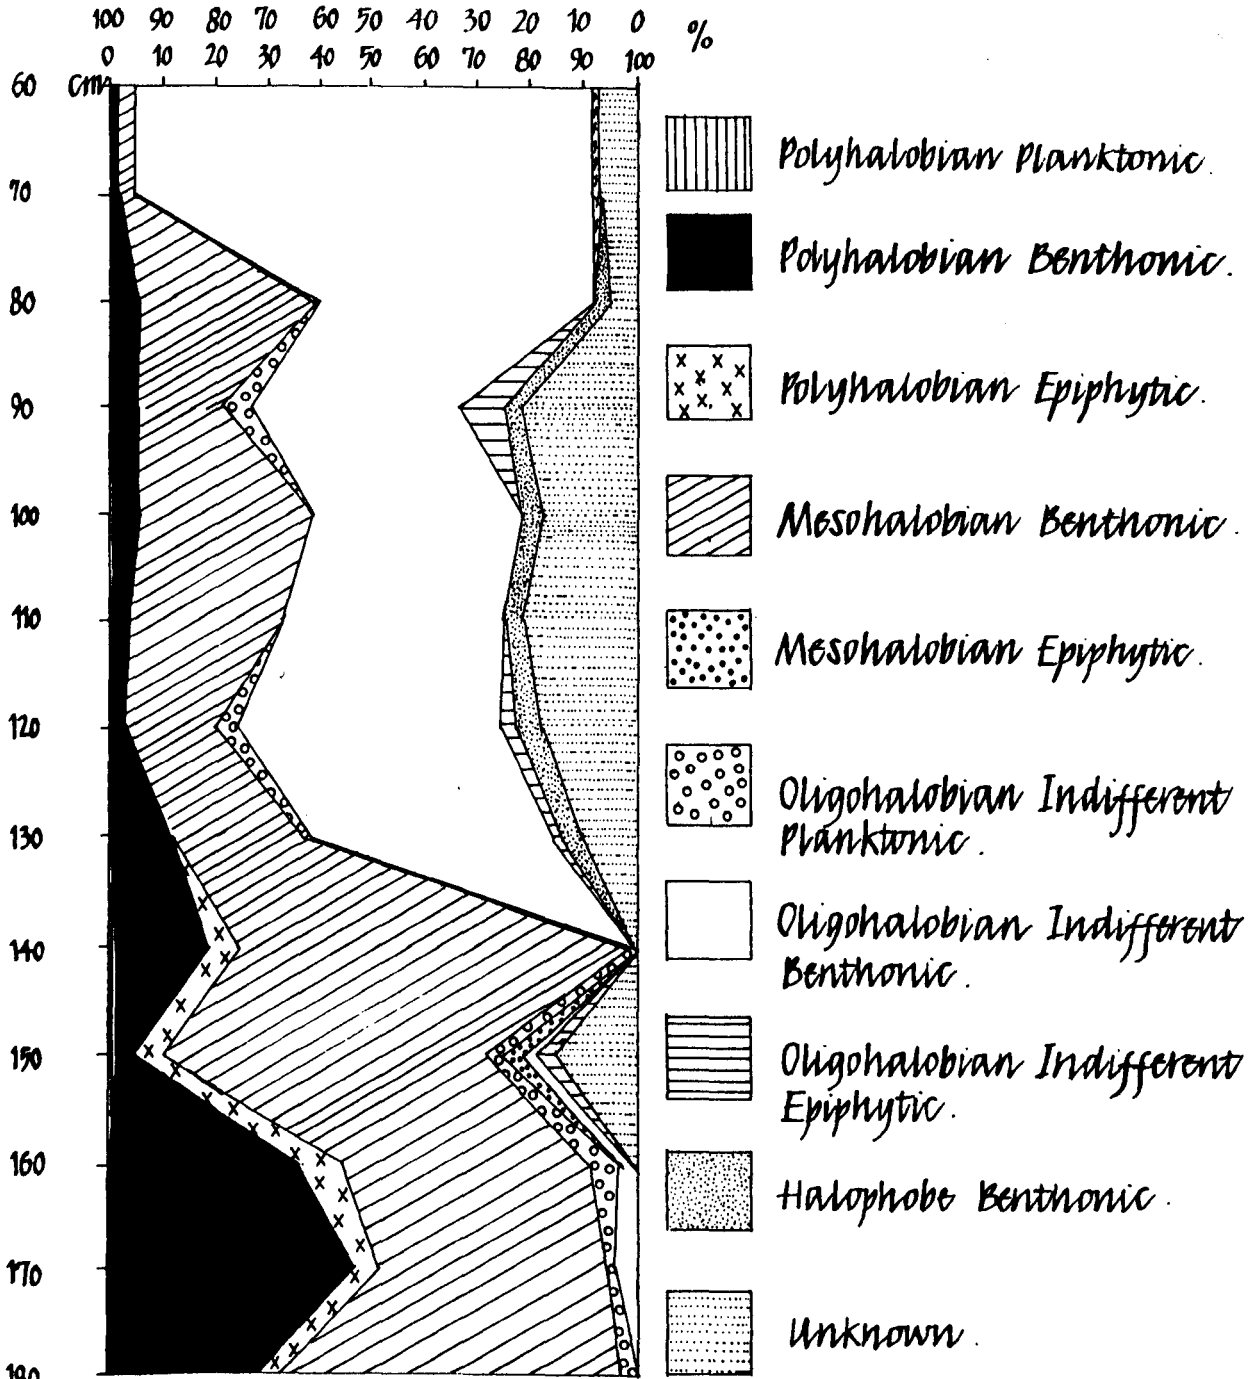 100 90 80 70 60 50 40 30 20 10 0 %
0 10 20 30 40 50 60 70 80 90 100
cm
60
70
80
90
100
110
120
130
140
150
160
170
180
Polyhalobian Planktonic.
Polyhalobian Benthonic.
Polyhalobian Epiphytic.
Mesohalobian Benthonic.
Mesohalobian Epiphytic.
Oligohalobian Indifferent
Planktonic.
Oligohalobian Indifferent
Benthonic.
Oligohalobian Indifferent
Epiphytic.
Halophobe Benthonic.
Unknown.